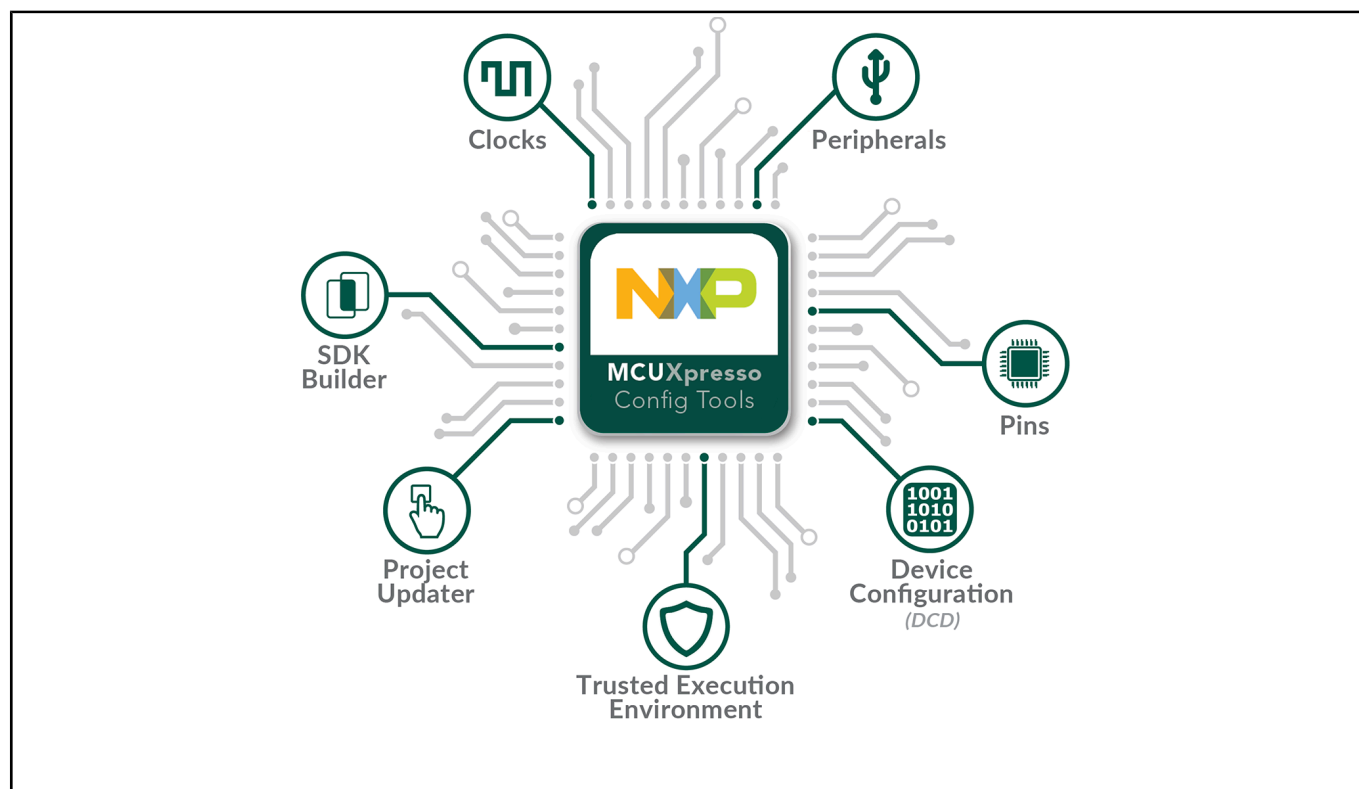 Clocks
Peripherals
NXP
MCUXpresso
Config Tools
SDK
Builder
Pins
Project
Updater
1001
1010
0101
Device
Configuration
(DCD)
Trusted Execution
Environment